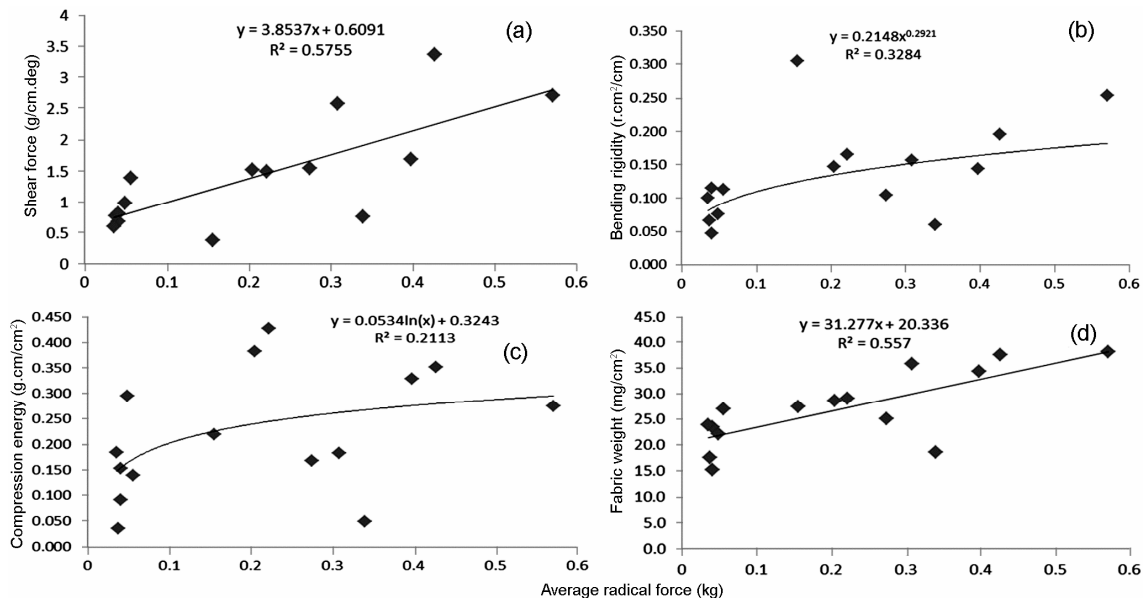 y = 3.8537x + 0.6091
R² = 0.5755
(a)
Shear force (g/cm.deg)
4
3.5
3
2.5
2
1.5
1
0.5
0
0 0.1 0.2 0.3 0.4 0.5 0.6
y = 0.2148x^0.2921
R² = 0.3284
(b)
Bending rigidity (r.cm²/cm)
0.350
0.300
0.250
0.200
0.150
0.100
0.050
0.000
0 0.1 0.2 0.3 0.4 0.5 0.6
y = 0.0534ln(x) + 0.3243
R² = 0.2113
(c)
Compression energy (g.cm/cm²)
0.450
0.400
0.350
0.300
0.250
0.200
0.150
0.100
0.050
0.000
0 0.1 0.2 0.3 0.4 0.5 0.6
y = 31.277x + 20.336
R² = 0.557
(d)
Fabric weight (mg/cm²)
45.0
40.0
35.0
30.0
25.0
20.0
15.0
10.0
5.0
0.0
0 0.1 0.2 0.3 0.4 0.5 0.6
Average radical force (kg)